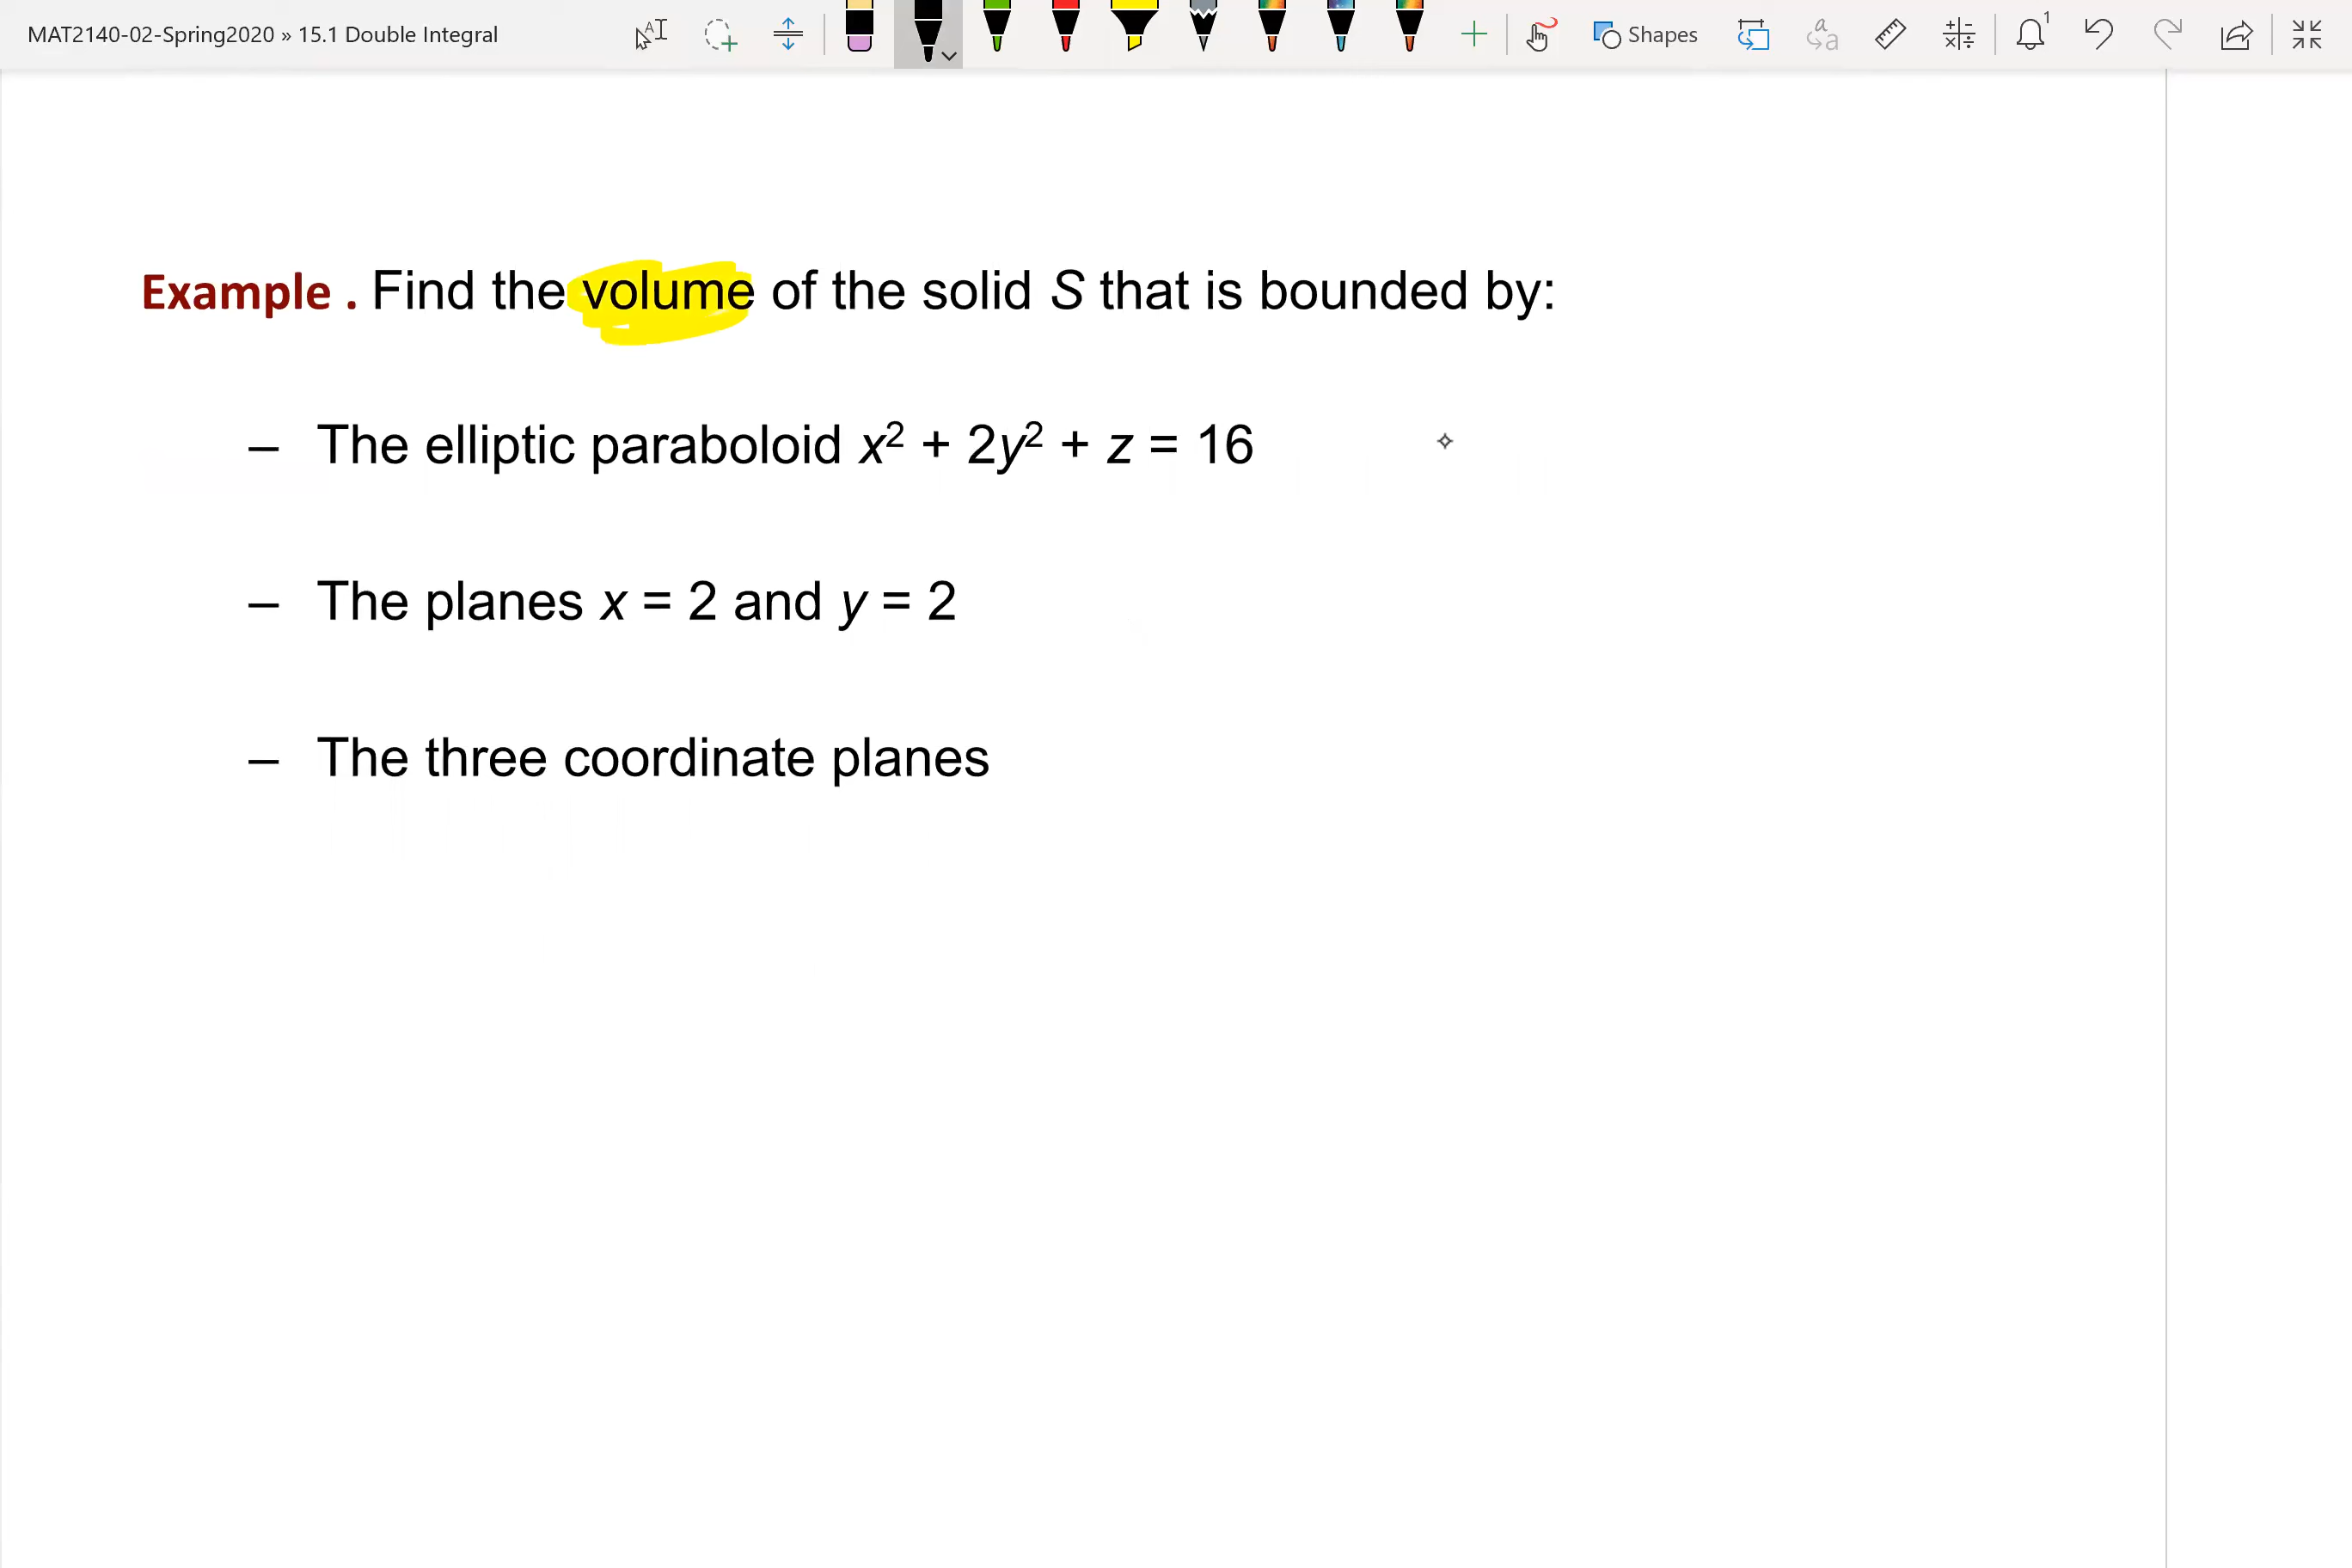 MAT2140-02-Spring2020 » 15.1 Double Integral
Shapes
1
Example . Find the volume of the solid S that is bounded by:
– The elliptic paraboloid x² + 2y² + z = 16
– The planes x = 2 and y = 2
– The three coordinate planes